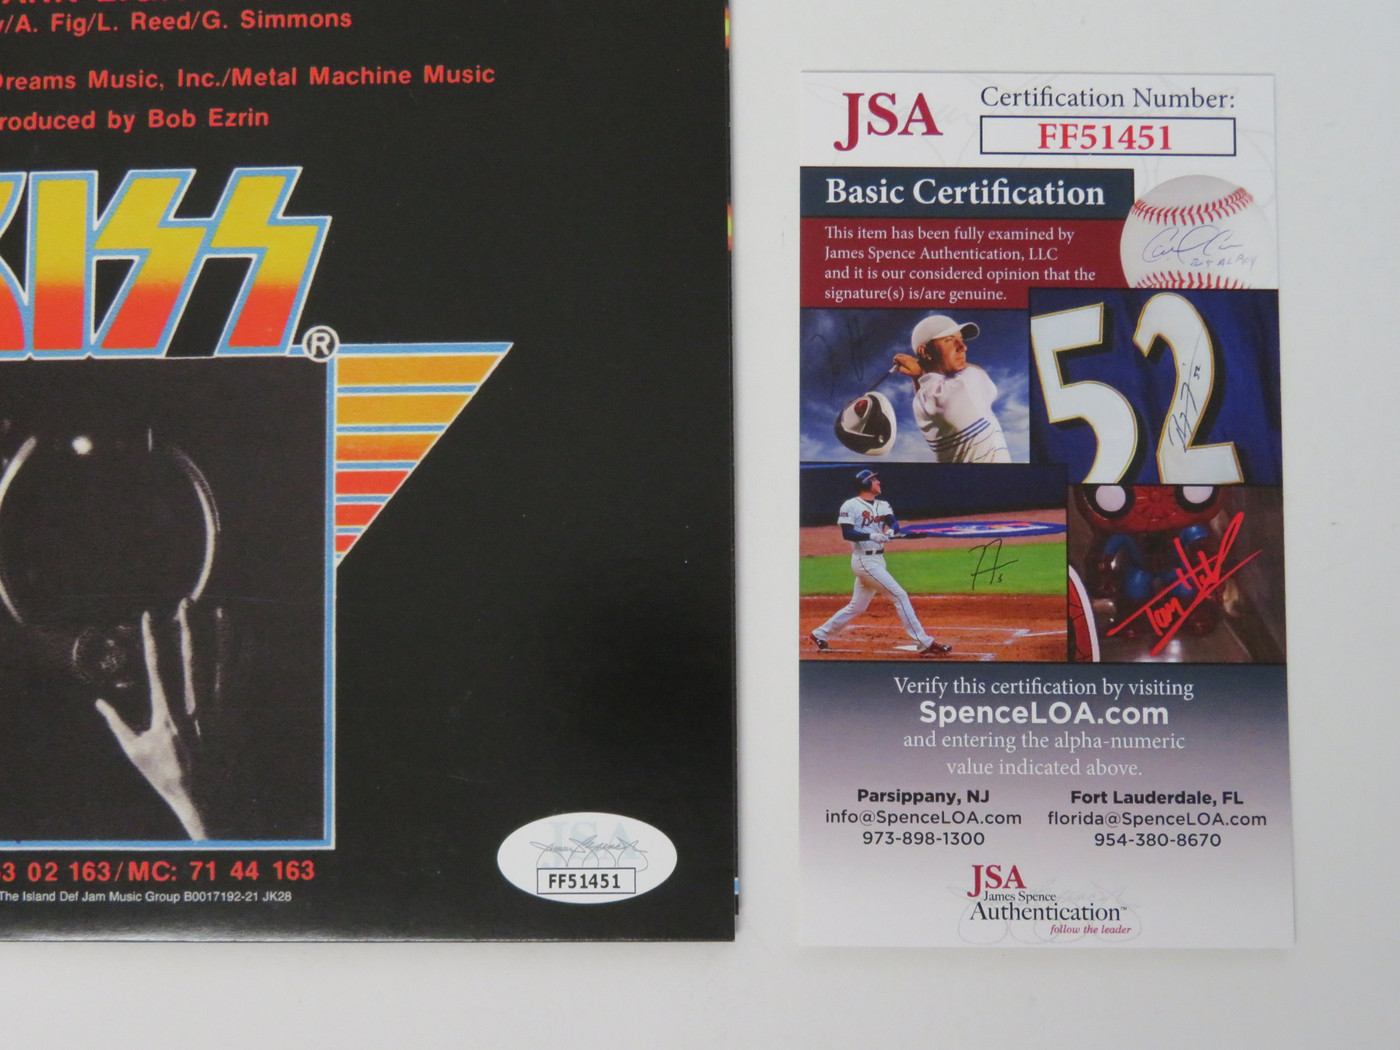 /A. Fig/L. Reed/G. Simmons
Dreams Music, Inc./Metal Machine Music
roduced by Bob Ezrin
KISS
®
3 02 163/MC: 71 44 163
The Island Def Jam Music Group B0017192-21 JK28
JSA
FF51451
JSA
Certification Number:
FF51451
Basic Certification
This item has been fully examined by
James Spence Authentication, LLC
and it is our considered opinion that the
signature(s) is/are genuine.
52
Braves
Verify this certification by visiting
SpenceLOA.com
and entering the alpha-numeric
value indicated above.
Parsippany, NJ
info@SpenceLOA.com
973-898-1300
Fort Lauderdale, FL
florida@SpenceLOA.com
954-380-8670
JSA
James Spence
Authentication™
follow the leader